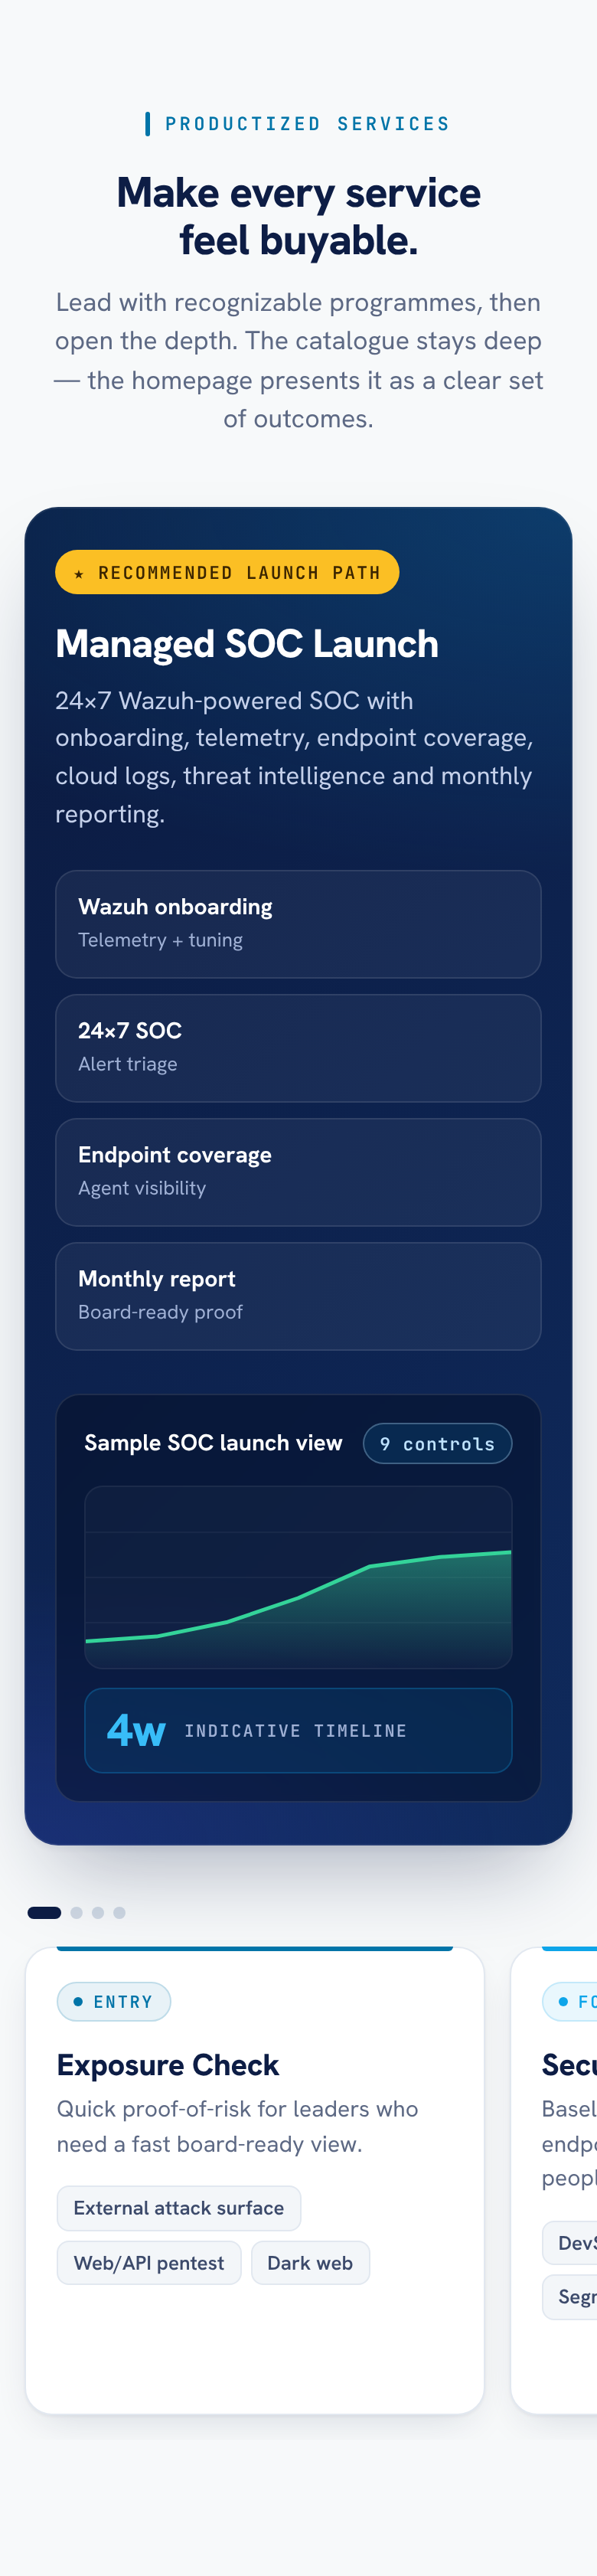 PRODUCTIZED SERVICES
Make every service
feel buyable.
Lead with recognizable programmes, then
open the depth. The catalogue stays deep
— the homepage presents it as a clear set
of outcomes.
★ RECOMMENDED LAUNCH PATH
Managed SOC Launch
24×7 Wazuh-powered SOC with
onboarding, telemetry, endpoint coverage,
cloud logs, threat intelligence and monthly
reporting.
Wazuh onboarding
Telemetry + tuning
24×7 SOC
Alert triage
Endpoint coverage
Agent visibility
Monthly report
Board-ready proof
Sample SOC launch view
9 controls
4w INDICATIVE TIMELINE
ENTRY
Exposure Check
Quick proof-of-risk for leaders who
need a fast board-ready view.
External attack surface
Web/API pentest
Dark web